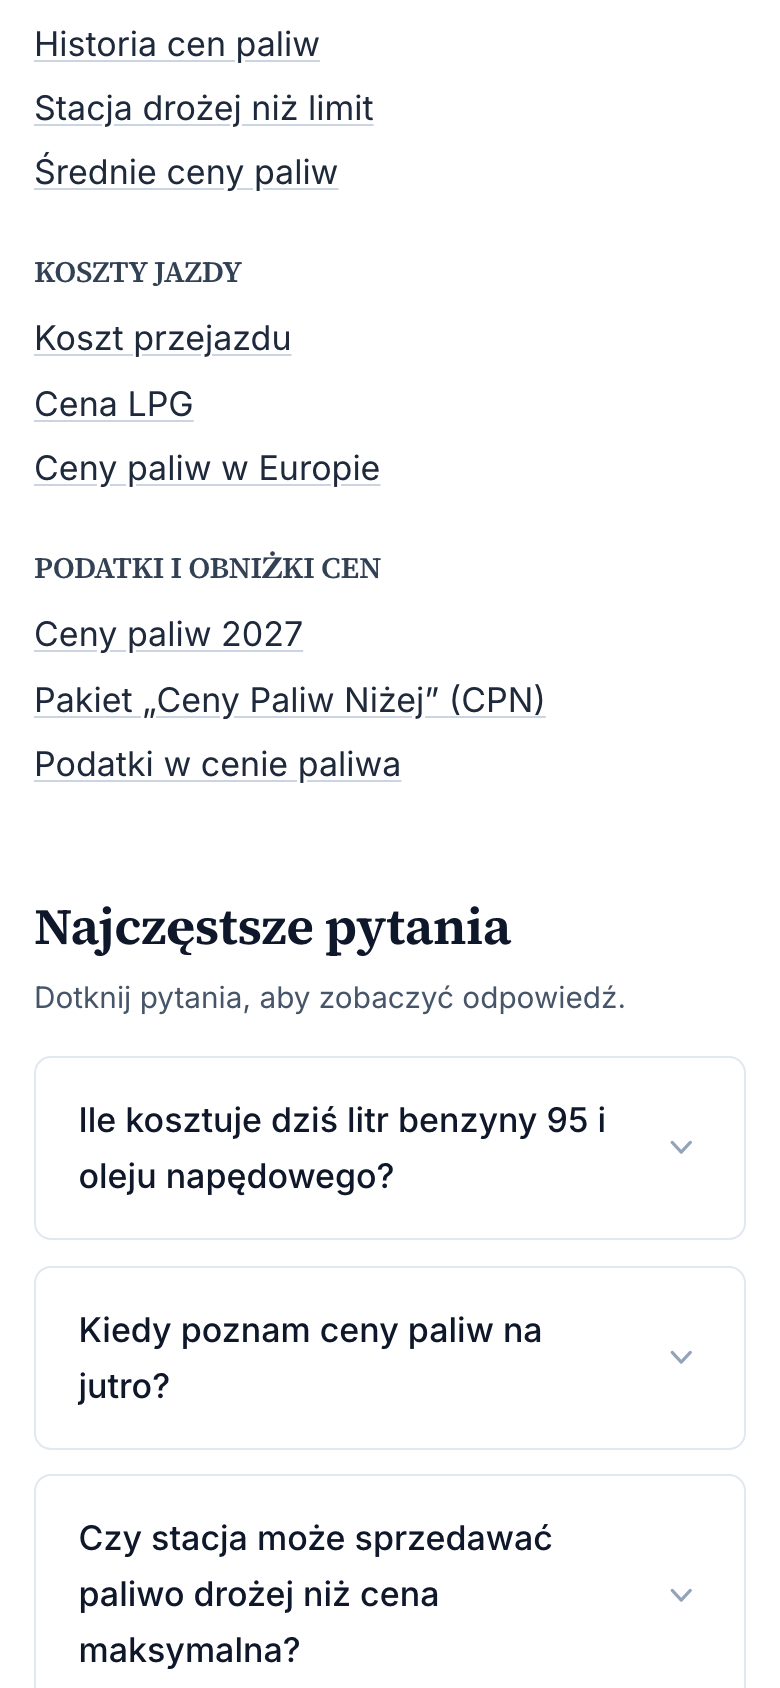 Historia cen paliw
Stacja drożej niż limit
Średnie ceny paliw
KOSZTY JAZDY
Koszt przejazdu
Cena LPG
Ceny paliw w Europie
PODATKI I OBNIŻKI CEN
Ceny paliw 2027
Pakiet „Ceny Paliw Niżej” (CPN)
Podatki w cenie paliwa
Najczęstsze pytania
Dotknij pytania, aby zobaczyć odpowiedź.
Ile kosztuje dziś litr benzyny 95 i
oleju napędowego?
Kiedy poznam ceny paliw na
jutro?
Czy stacja może sprzedawać
paliwo drożej niż cena
maksymalna?